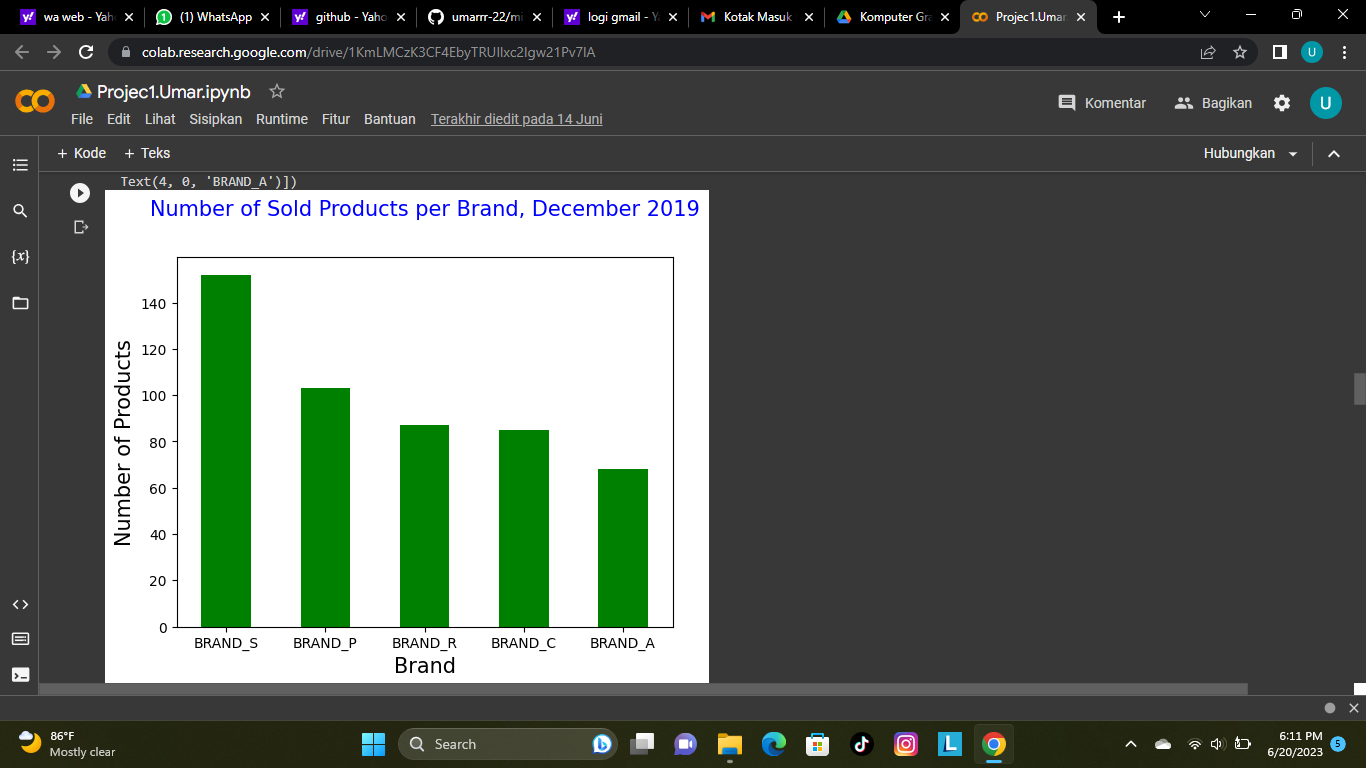 wa web - Yah
(1) WhatsApp
github - Yaho
umarrr-22/mi
logi gmail - Y
Kotak Masuk
Komputer Gra
Projec1.Umar
colab.research.google.com/drive/1KmLMCzK3CF4EbyTRUIlxc2Igw21Pv7IA
U
Projec1.Umar.ipynb
Komentar
Bagikan
U
File Edit Lihat Sisipkan Runtime Fitur Bantuan Terakhir diedit pada 14 Juni
+ Kode + Teks
Hubungkan
Text(4, 0, 'BRAND_A')])
{x}
Number of Sold Products per Brand, December 2019
Number of Products
140
120
100
80
60
40
20
0
BRAND_S BRAND_P BRAND_R BRAND_C BRAND_A
Brand
86°F
Mostly clear
Search
L
6:11 PM
6/20/2023
5